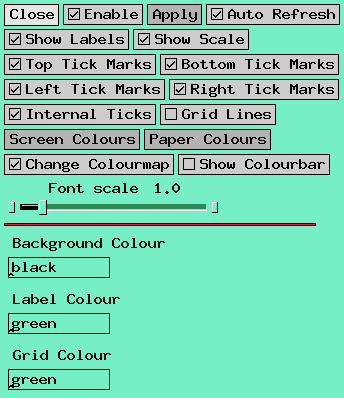 Close Enable Apply Auto Refresh
Show Labels Show Scale
Top Tick Marks Bottom Tick Marks
Left Tick Marks Right Tick Marks
Internal Ticks Grid Lines
Screen Colours Paper Colours
Change Colourmap Show Colourbar
Font scale 1.0
Background Colour
black
Label Colour
green
Grid Colour
green